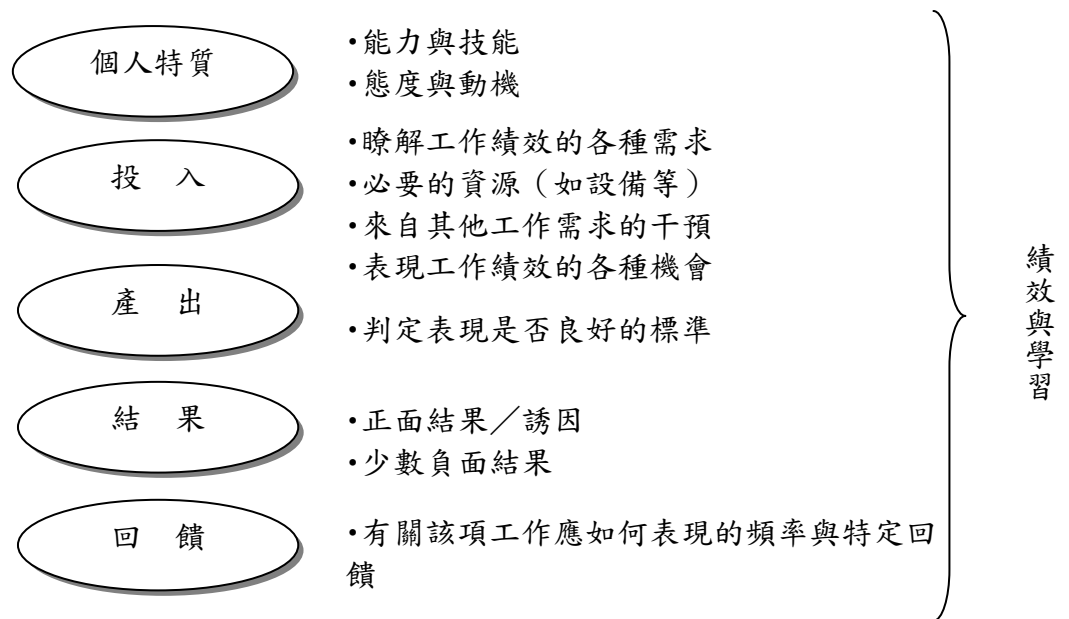 個人特質
•能力與技能
•態度與動機
投 入
•瞭解工作績效的各種需求
•必要的資源（如設備等）
•來自其他工作需求的干預
•表現工作績效的各種機會
產 出
•判定表現是否良好的標準
結 果
•正面結果／誘因
•少數負面結果
回 饋
•有關該項工作應如何表現的頻率與特定回
饋
績效與學習